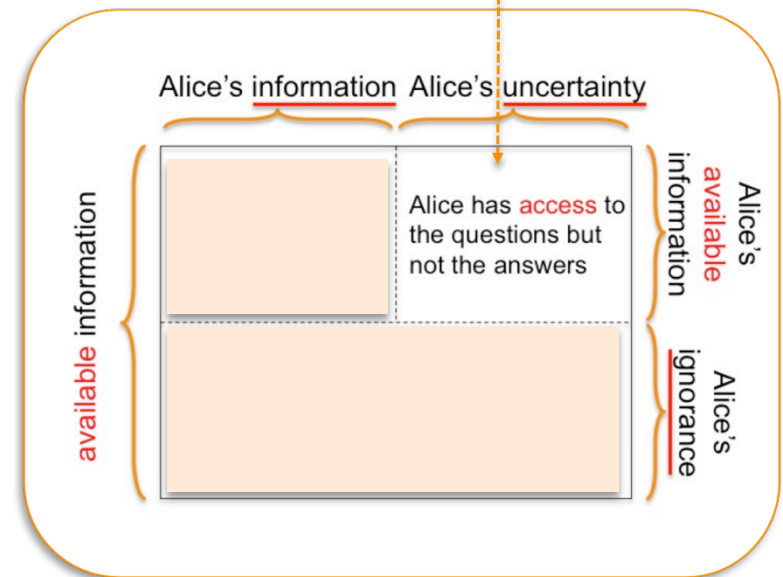 Alice's information Alice's uncertainty
available information
Alice has access to
the questions but
not the answers
Alice's
available
information
Alice's
ignorance